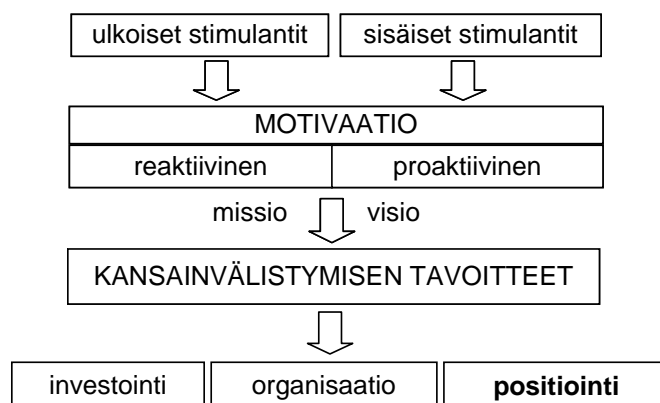 ulkoiset stimulantit sisäiset stimulantit
MOTIVAATIO
reaktiivinen proaktiivinen
missio visio
KANSAINVÄLISTYMISEN TAVOITTEET
investointi organisaatio positiointi